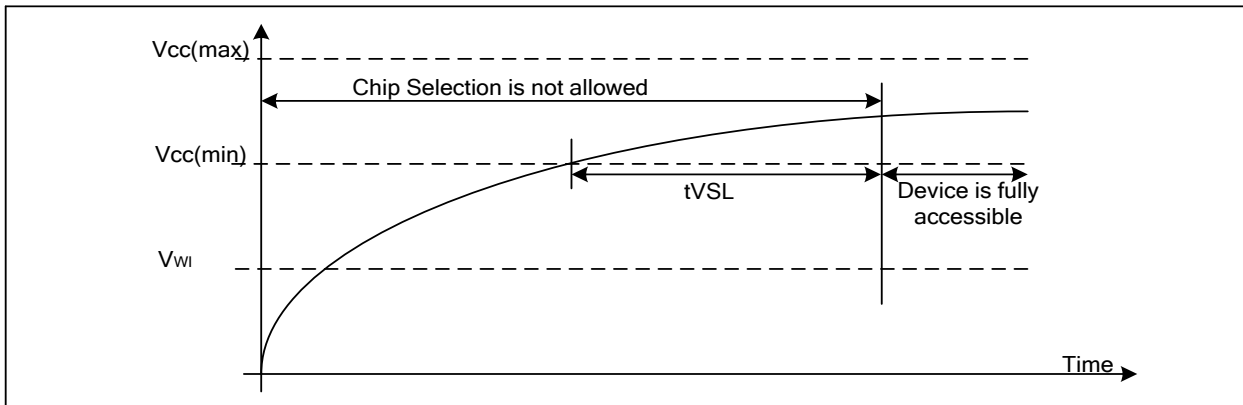 Vcc(max)
Chip Selection is not allowed
Vcc(min)
tVSL
Device is fully
accessible
VWI
Time